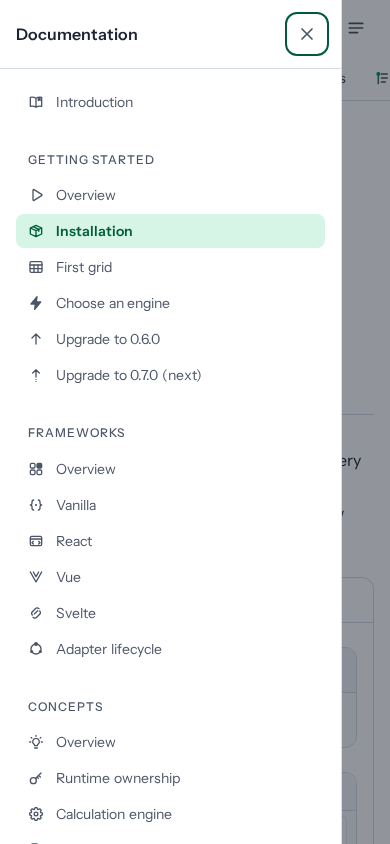 Documentation
Introduction
GETTING STARTED
Overview
Installation
First grid
Choose an engine
Upgrade to 0.6.0
Upgrade to 0.7.0 (next)
FRAMEWORKS
Overview
Vanilla
React
Vue
Svelte
Adapter lifecycle
CONCEPTS
Overview
Runtime ownership
Calculation engine